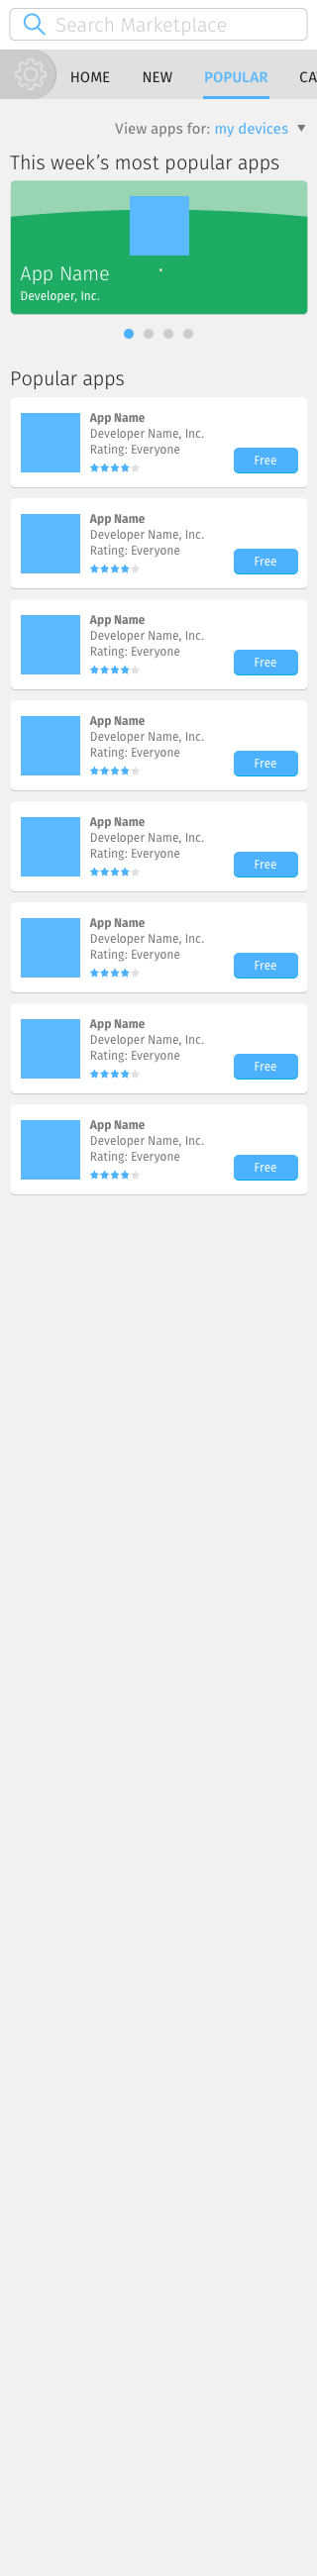 Search Marketplace
HOME NEW POPULAR CA
View apps for: my devices
This week's most popular apps
App Name
Developer, Inc.
Popular apps
App Name
Developer Name, Inc.
Rating: Everyone
Free
App Name
Developer Name, Inc.
Rating: Everyone
Free
App Name
Developer Name, Inc.
Rating: Everyone
Free
App Name
Developer Name, Inc.
Rating: Everyone
Free
App Name
Developer Name, Inc.
Rating: Everyone
Free
App Name
Developer Name, Inc.
Rating: Everyone
Free
App Name
Developer Name, Inc.
Rating: Everyone
Free
App Name
Developer Name, Inc.
Rating: Everyone
Free